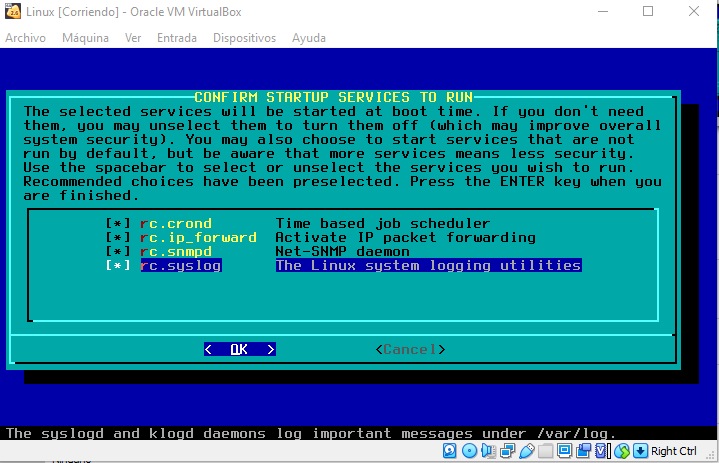 Linux [Corriendo] - Oracle VM VirtualBox
Archivo Máquina Ver Entrada Dispositivos Ayuda
CONFIRM STARTUP SERVICES TO RUN
The selected services will be started at boot time. If you don't need
them, you may unselect them to turn them off (which may improve overall
system security). You may also choose to start services that are not
run by default, but be aware that more services means less security.
Use the spacebar to select or unselect the services you wish to run.
Recommended choices have been preselected. Press the ENTER key when you
are finished.
[*] rc.crond Time based job scheduler
[*] rc.ip_forward Activate IP packet forwarding
[*] rc.snmpd Net-SNMP daemon
[*] rc.syslog The Linux system logging utilities
< OK > <Cancel>
The syslogd and klogd daemons log important messages under /var/log.
Right Ctrl